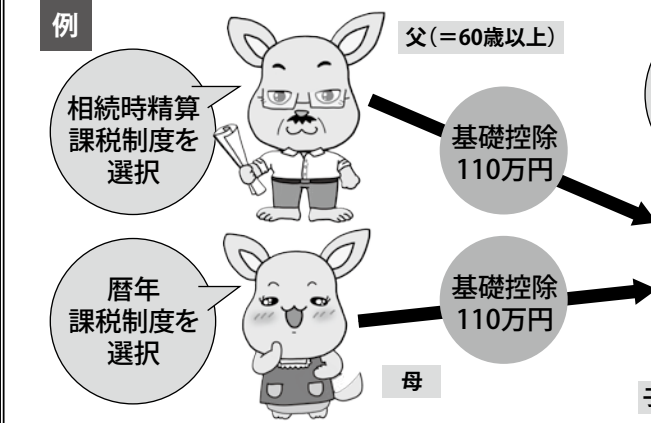 例
父(=60歳以上)
相続時精算
課税制度を
選択
基礎控除
110万円
暦年
課税制度を
選択
基礎控除
110万円
母